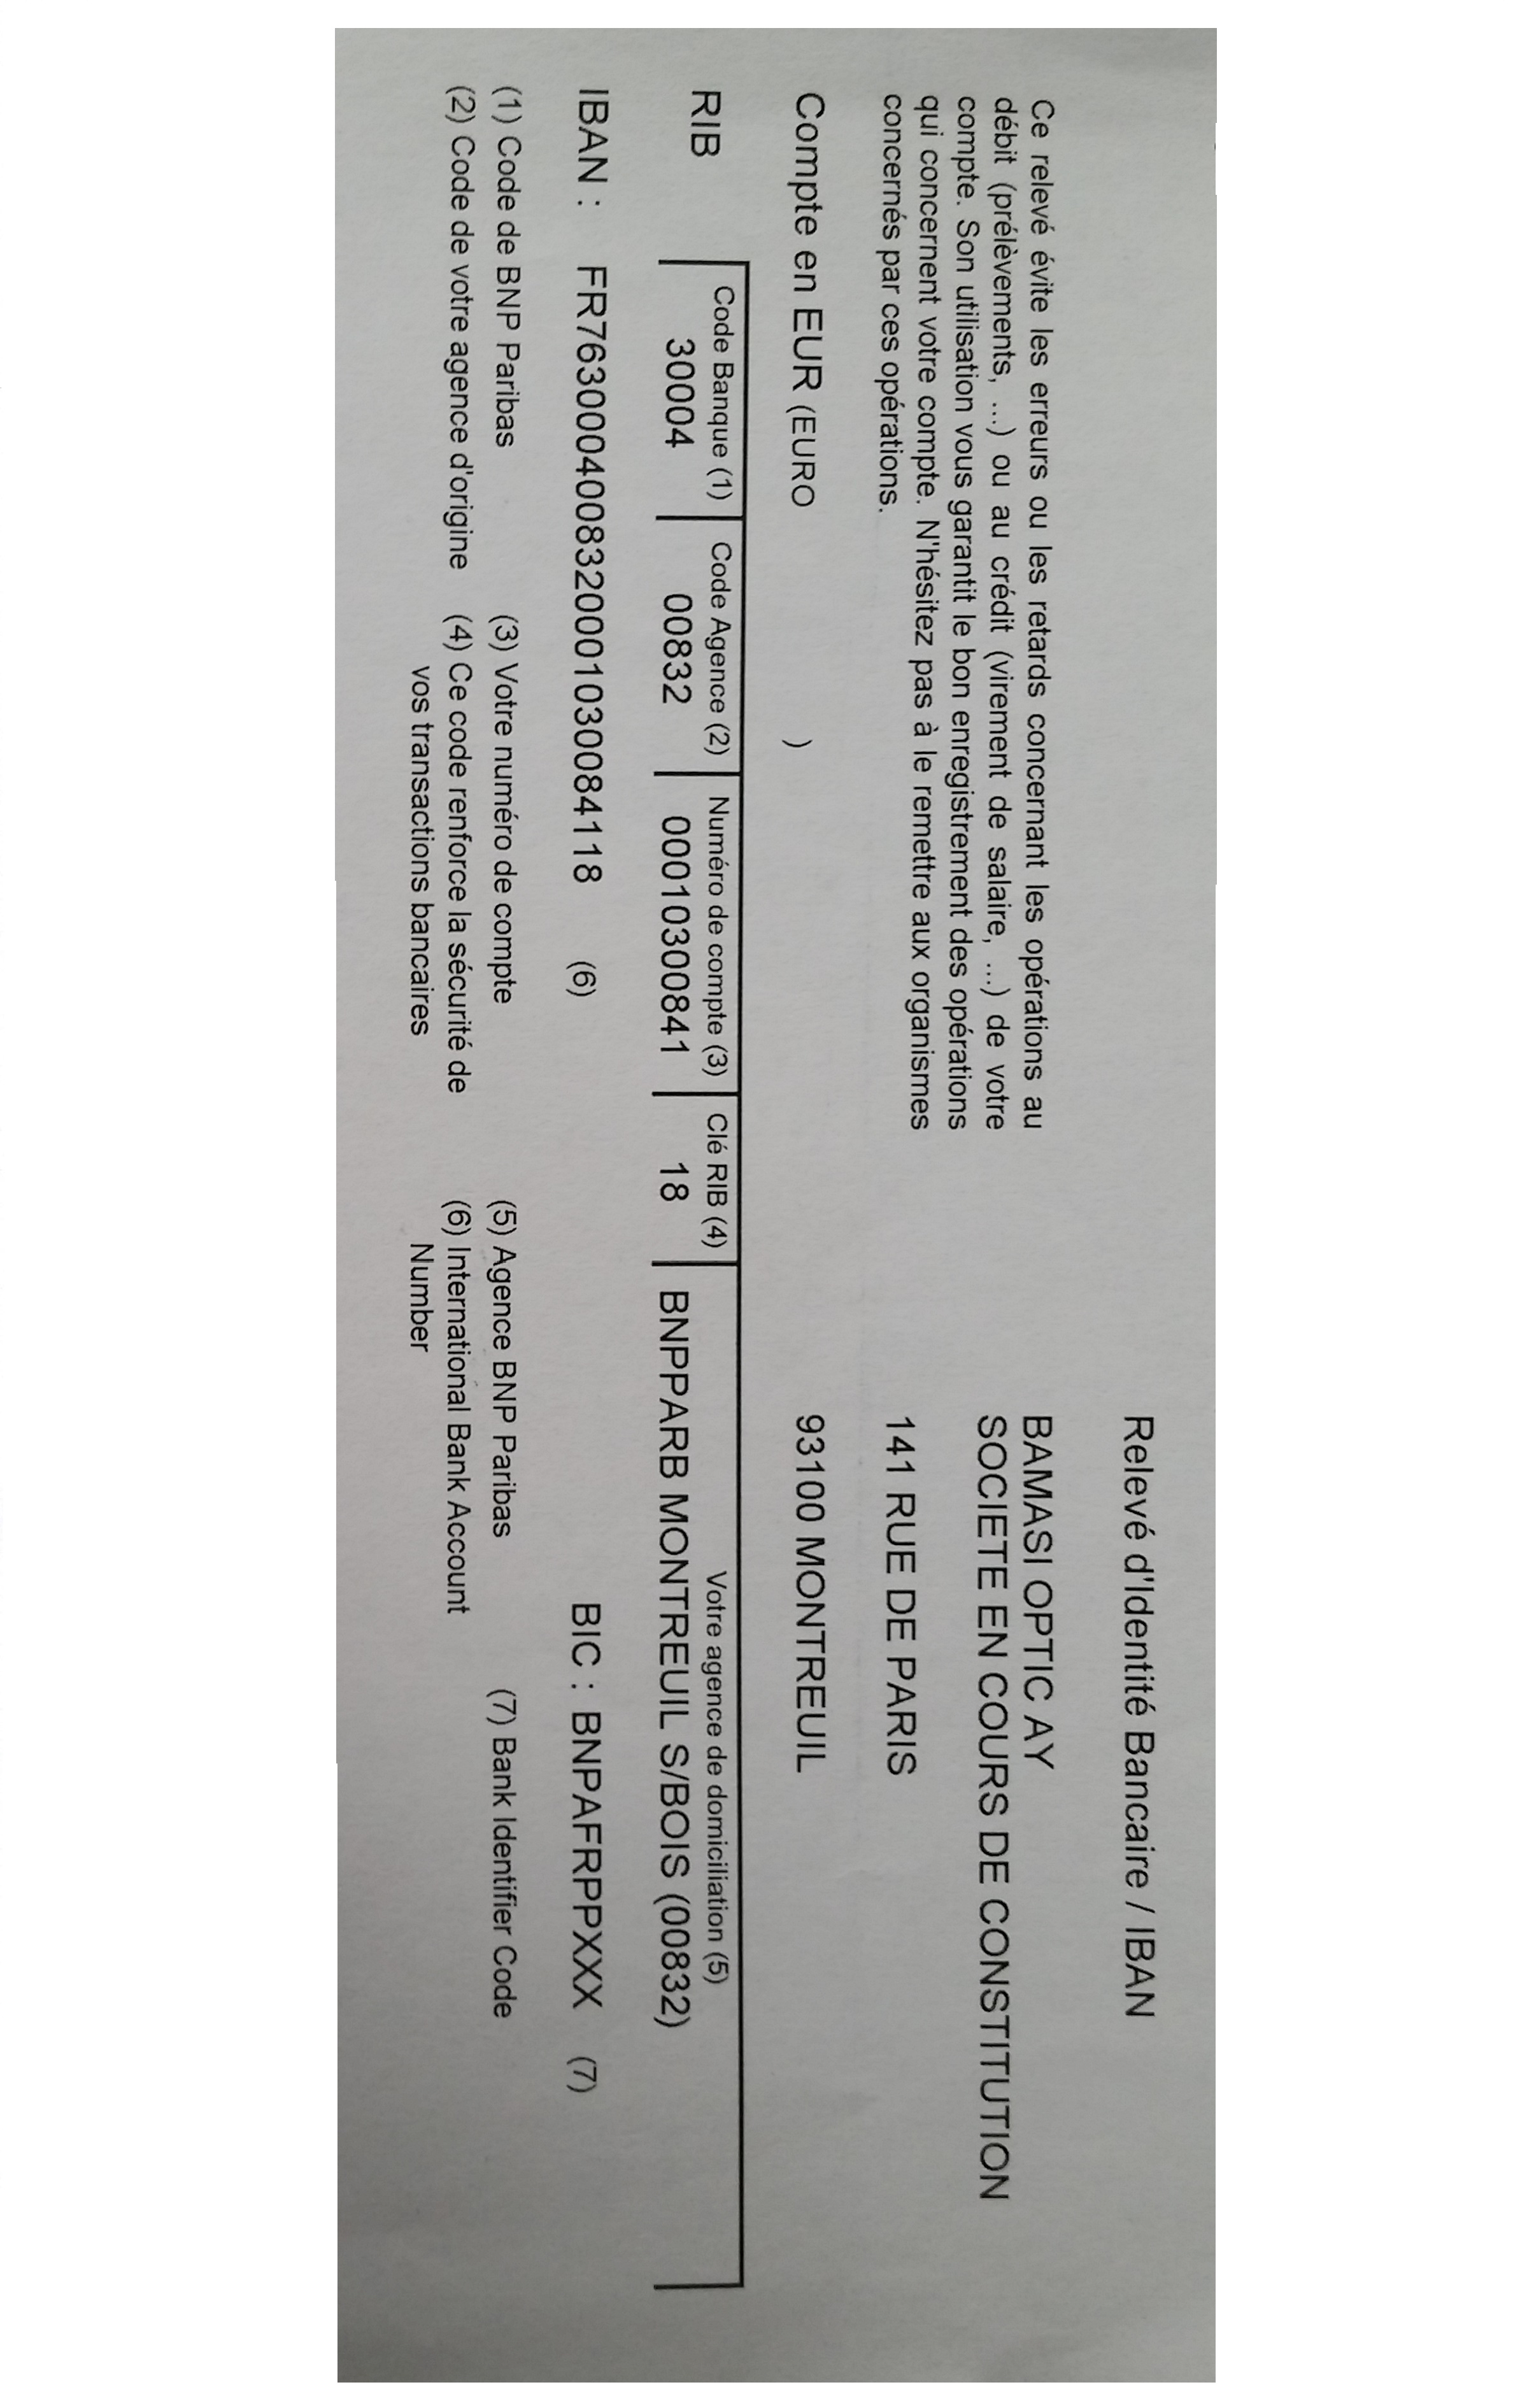 Relevé d'Identité Bancaire / IBAN
Ce relevé évite les erreurs ou les retards concernant les opérations au
débit (prélèvements, ...) ou au crédit (virement de salaire, ...) de votre
compte. Son utilisation vous garantit le bon enregistrement des opérations
qui concernent votre compte. N'hésitez pas à le remettre aux organismes
concernés par ces opérations.
BAMASI OPTIC AY
SOCIETE EN COURS DE CONSTITUTION
141 RUE DE PARIS
93100 MONTREUIL
Compte en EUR (EURO )
Code Banque (1) Code Agence (2) Numéro de compte (3) Clé RIB (4) Votre agence de domiciliation (5)
RIB 30004 00832 00010300841 18 BNPPARB MONTREUIL S/BOIS (00832)
IBAN : FR7630004008320001030084118 (6) BIC : BNPAFRPPXXX (7)
(1) Code de BNP Paribas (3) Votre numéro de compte (5) Agence BNP Paribas (7) Bank Identifier Code
(2) Code de votre agence d'origine (4) Ce code renforce la sécurité de (6) International Bank Account
vos transactions bancaires Number